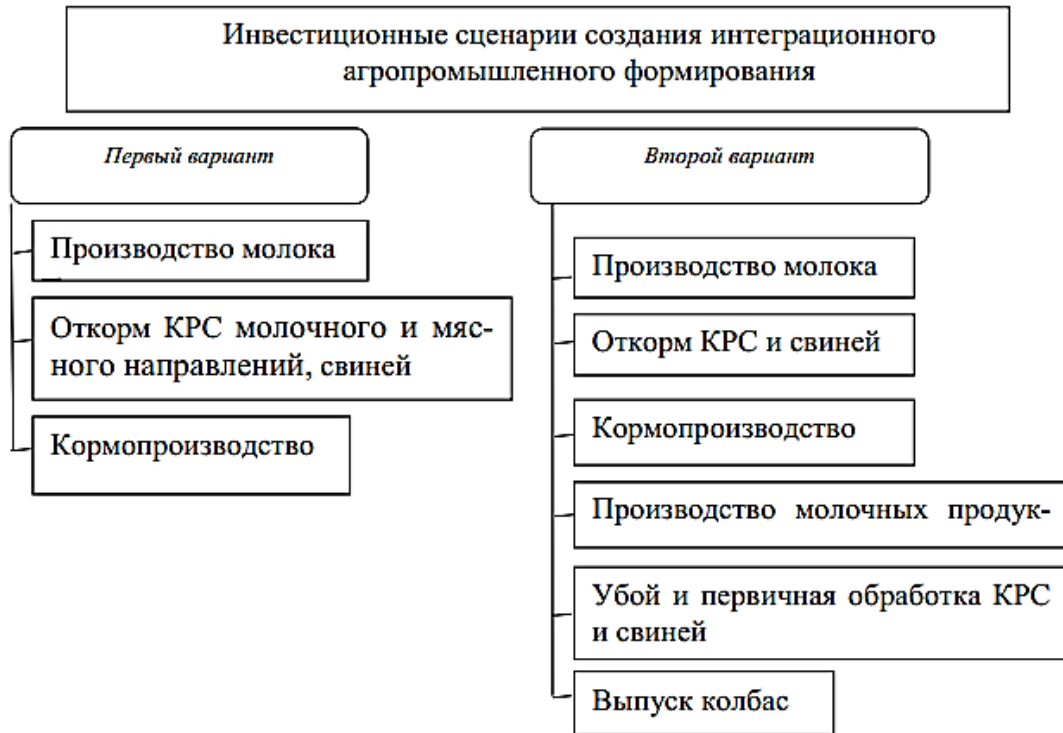 Инвестиционные сценарии создания интеграционного
агропромышленного формирования
Первый вариант
Производство молока
Откорм КРС молочного и мяс-
ного направлений, свиней
Кормопроизводство
Второй вариант
Производство молока
Откорм КРС и свиней
Кормопроизводство
Производство молочных продук-
Убой и первичная обработка КРС
и свиней
Выпуск колбас